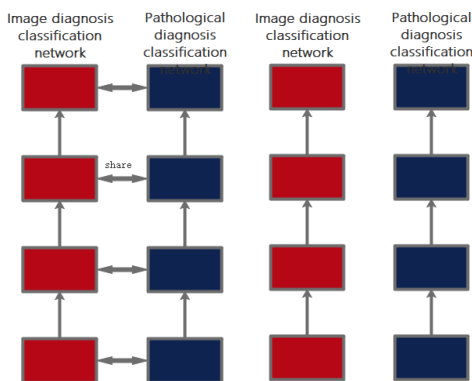 Image diagnosis
classification
network
Pathological
diagnosis
classification
network
Image diagnosis
classification
network
Pathological
diagnosis
classification
network
share